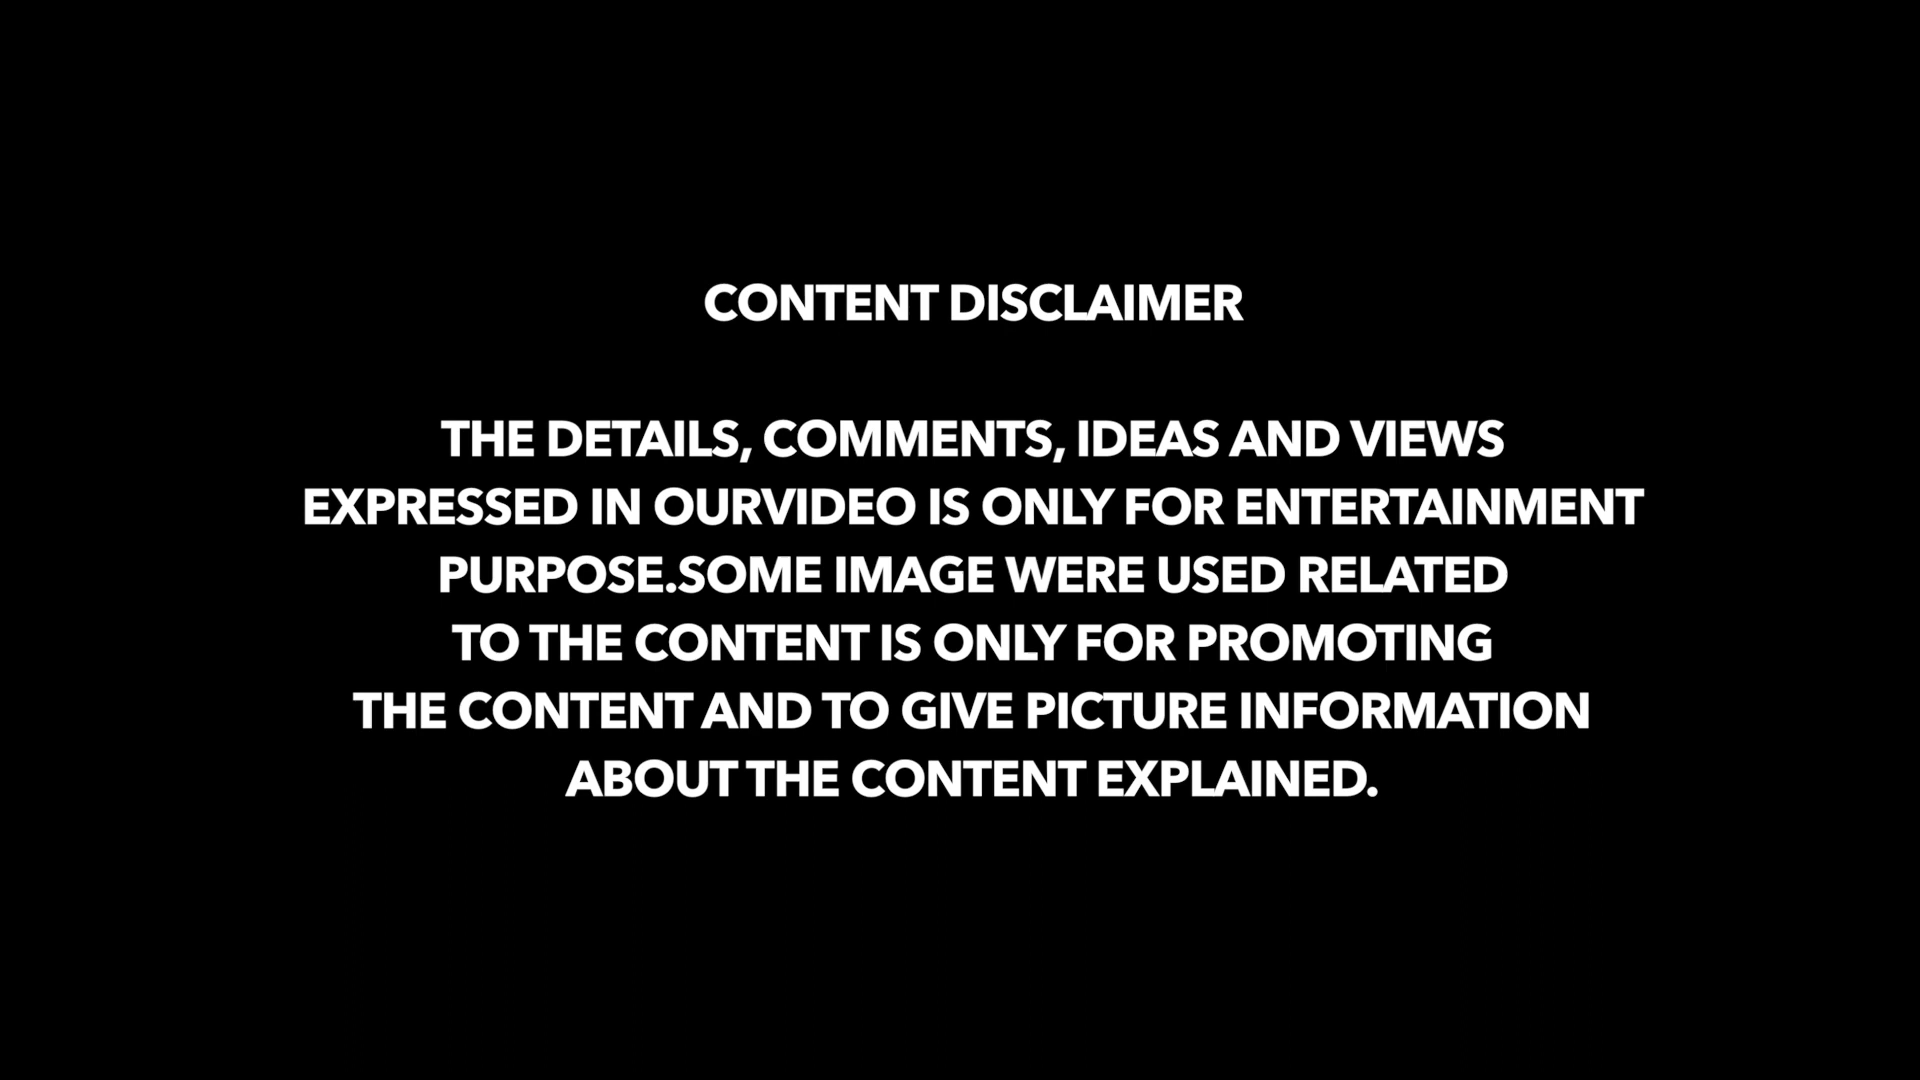 CONTENT DISCLAIMER
THE DETAILS, COMMENTS, IDEAS AND VIEWS
EXPRESSED IN OURVIDEO IS ONLY FOR ENTERTAINMENT
PURPOSE.SOME IMAGE WERE USED RELATED
TO THE CONTENT IS ONLY FOR PROMOTING
THE CONTENT AND TO GIVE PICTURE INFORMATION
ABOUT THE CONTENT EXPLAINED.